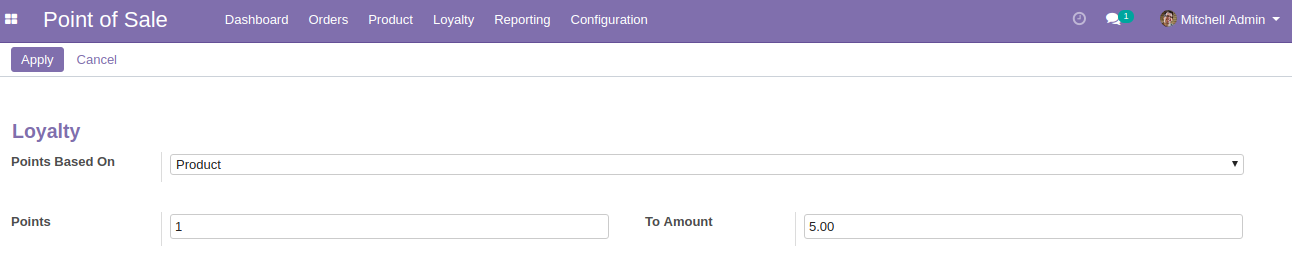 Point of Sale Dashboard Orders Product Loyalty Reporting Configuration 1 Mitchell Admin
Apply Cancel
Loyalty
Points Based On Product
Points 1 To Amount 5.00